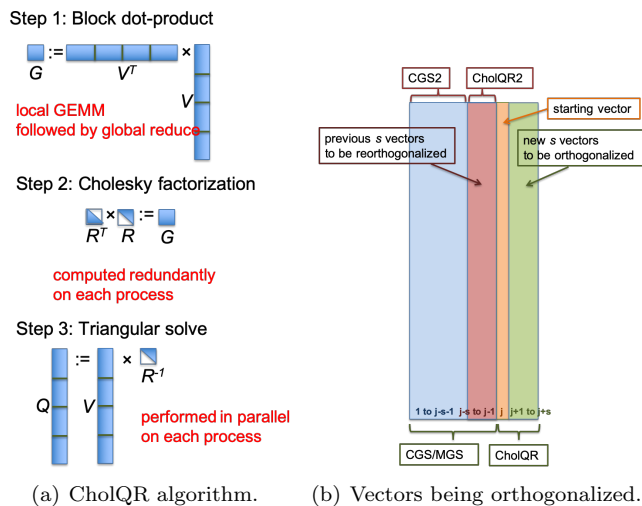 Step 1: Block dot-product
:=
×
G
V^T
V
local GEMM
followed by global reduce
Step 2: Cholesky factorization
×
:=
R^T
R
G
computed redundantly
on each process
Step 3: Triangular solve
:=
×
R^-1
Q
V
performed in parallel
on each process
(a) CholQR algorithm.
CGS2
CholQR2
starting vector
previous s vectors
to be reorthogonalized
new s vectors
to be orthogonalized
1 to j-s-1
j-s to j-1
j
j+1 to j+s
CGS/MGS
CholQR
(b) Vectors being orthogonalized.